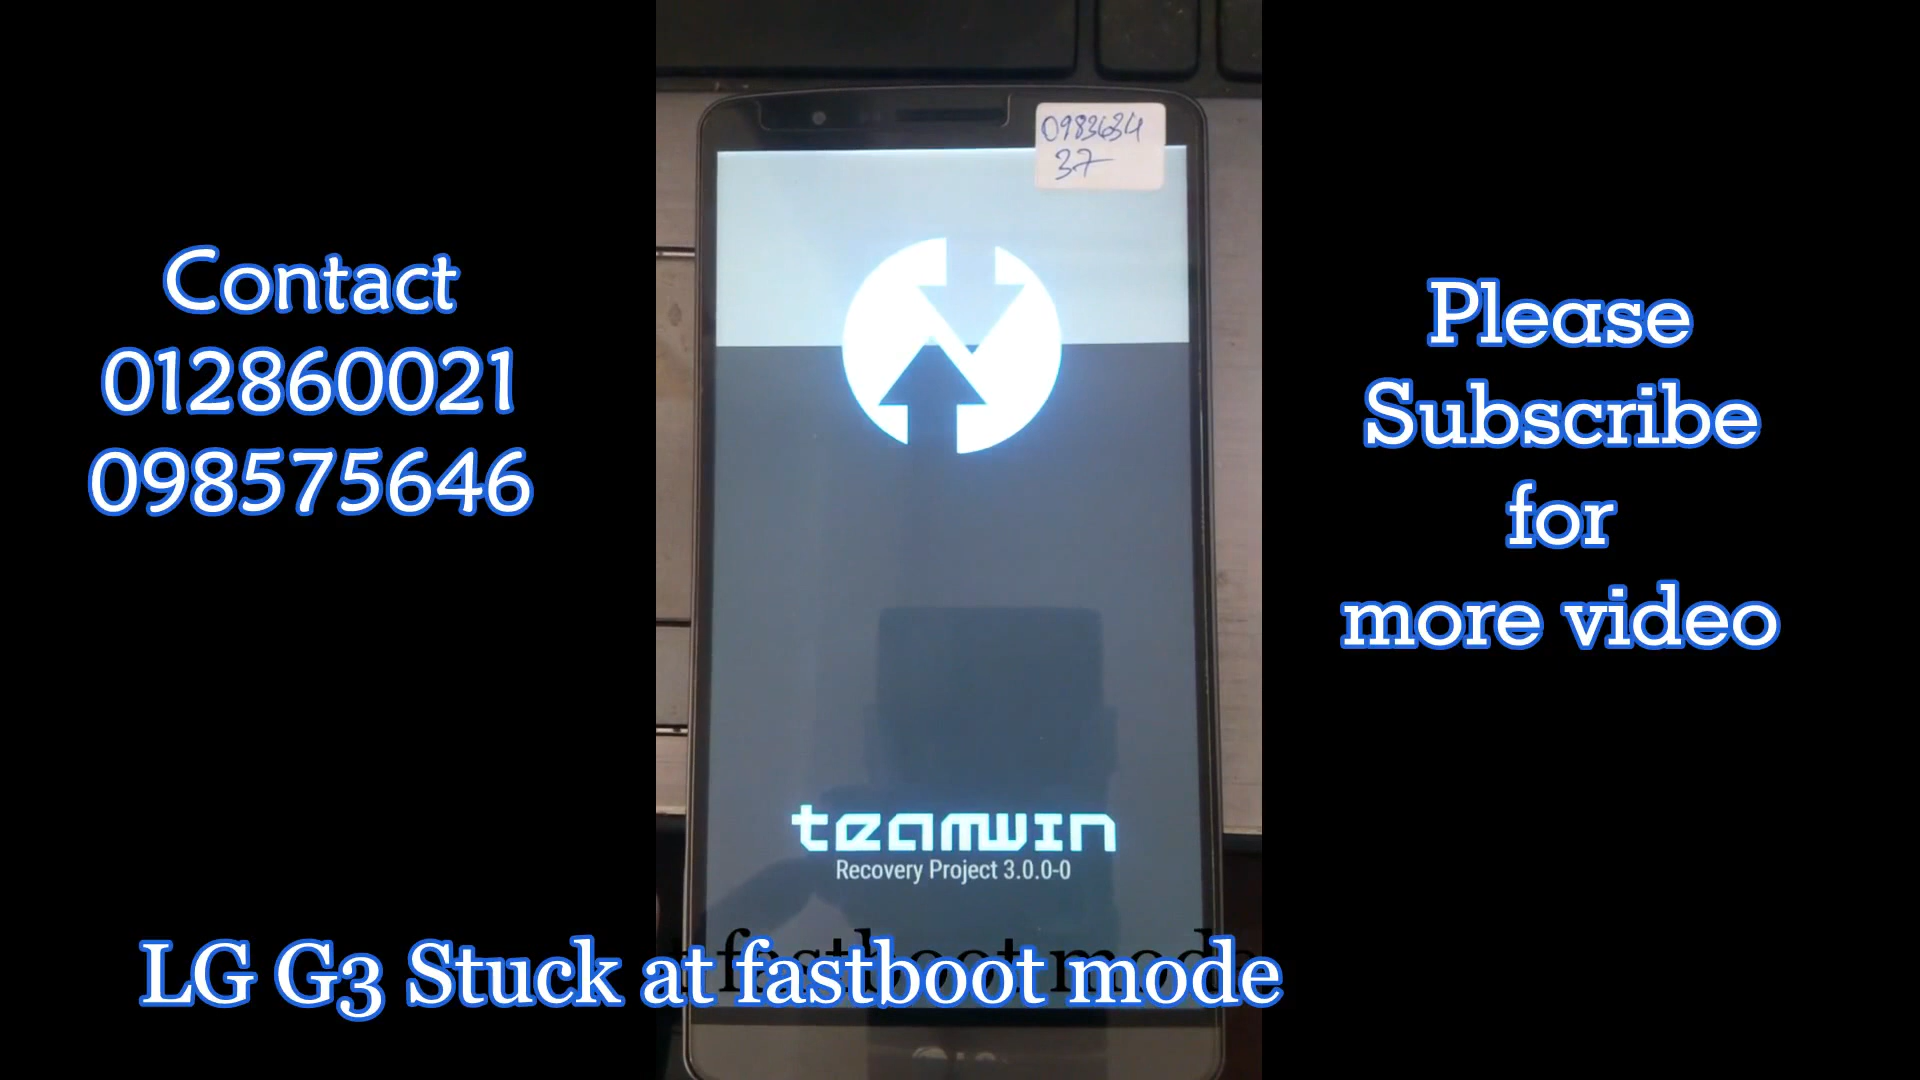 Contact
012860021
098575646
Please
Subscribe
for
more video
0983634
37
teamwin
Recovery Project 3.0.0-0
LG G3 Stuck at fastboot mode
LG